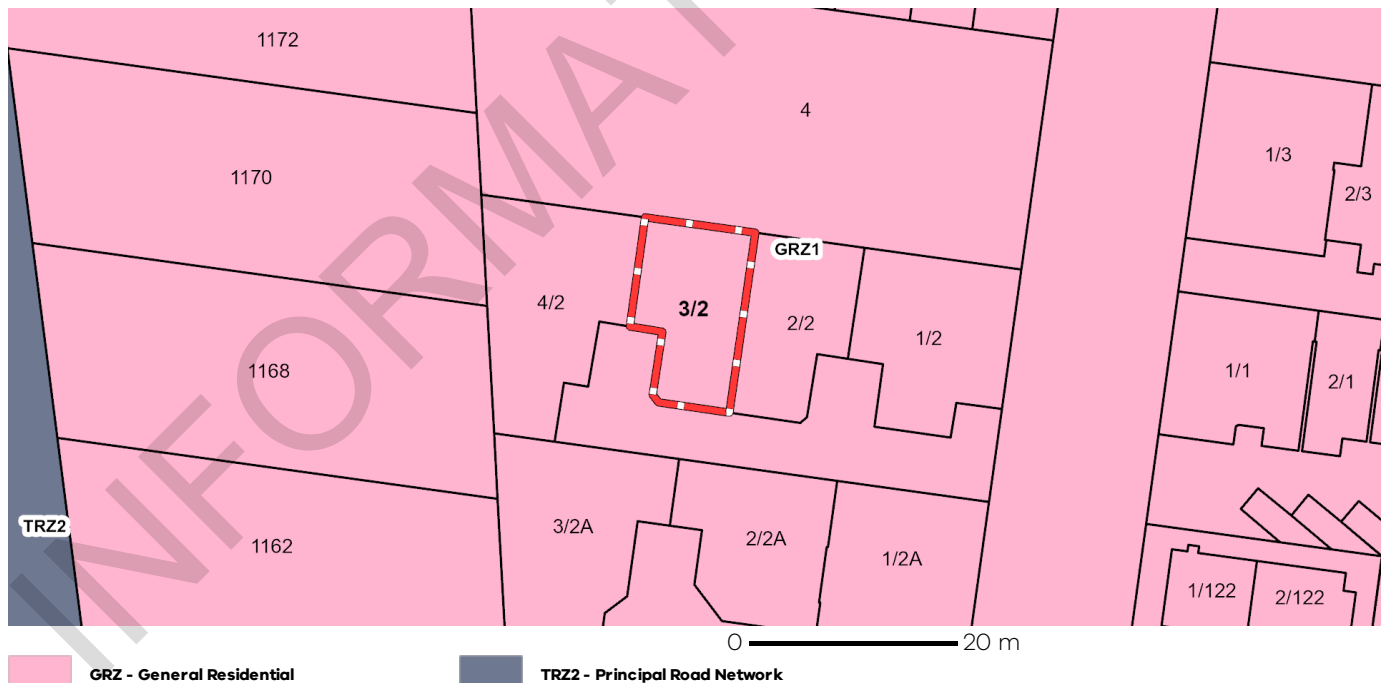 1172
4
1170
1/3
2/3
GRZ1
4/2
3/2
2/2
1/2
1168
1/1
2/1
TRZ2
3/2A
2/2A
1/2A
1162
1/122
2/122
INFORMAT
0 20 m
GRZ - General Residential
TRZ2 - Principal Road Network